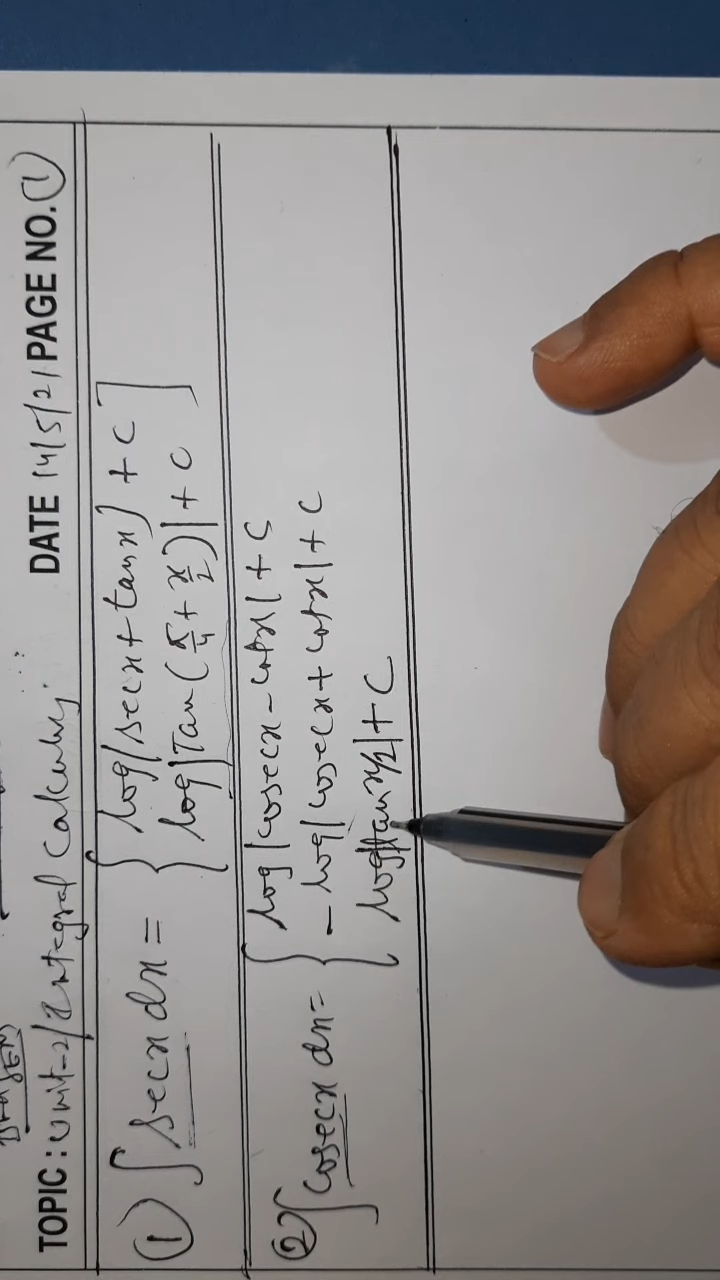 TOPIC : Unit-2/Integral Calculus. DATE 14/5/21 PAGE NO. ①
① ∫ secx dx = { log|secx + tanx| + C
log|Tan(π/4 + x/2)| + C ]
② ∫ cosecx dx = { log|cosecx - cotx| + C
- log|cosecx + cotx| + C
log|tan x/2| + C